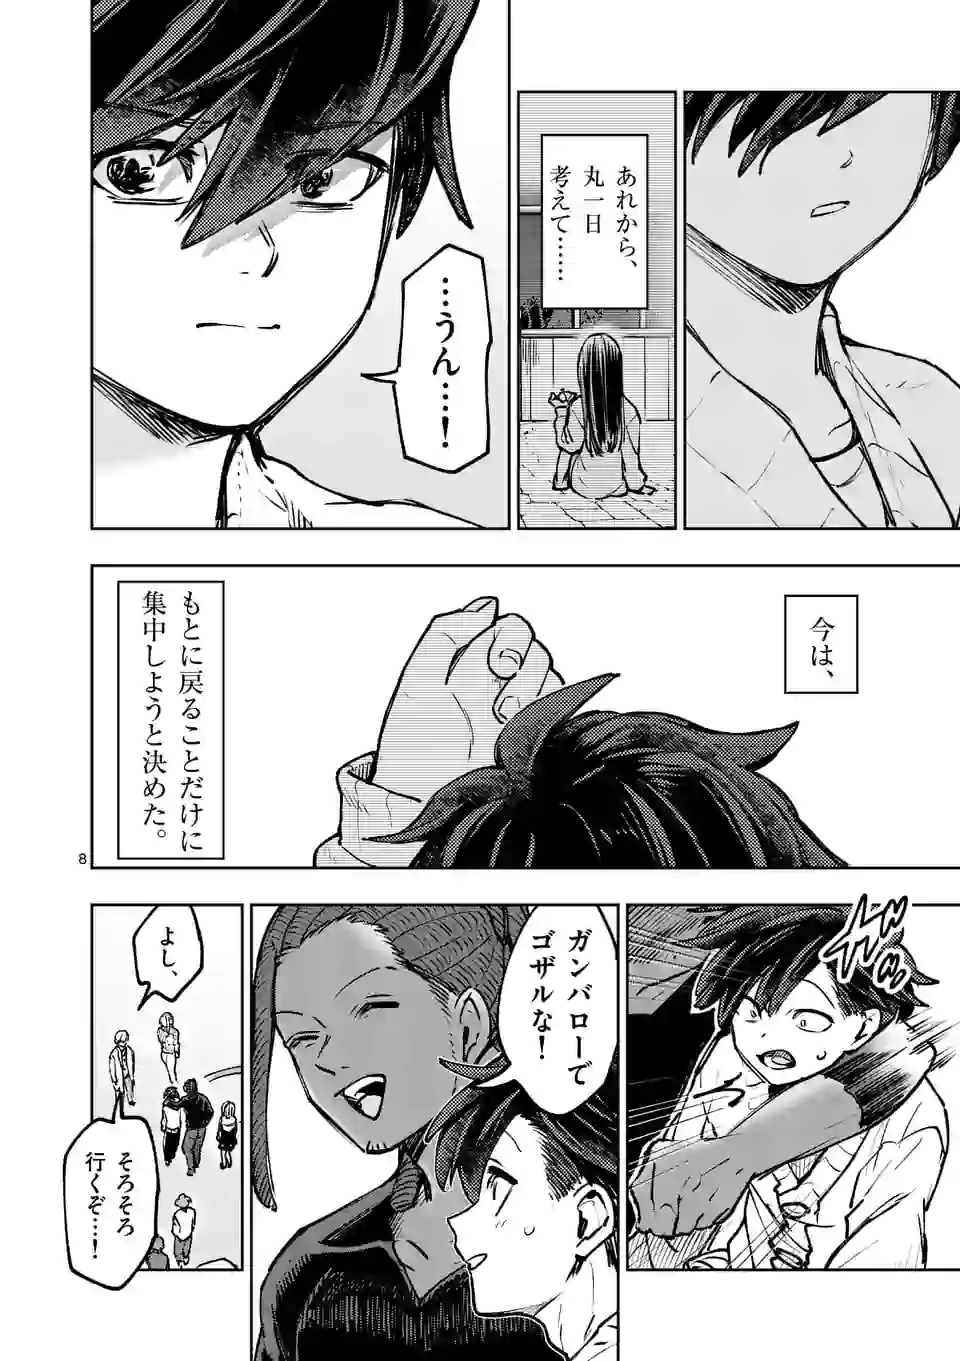 あれから、
丸一日
考えて……
…うん…！
今は、
もとに戻ることだけに
集中しようと決めた。
ガンバローで
ゴザルな！
よし、
そろそろ
行くぞ…！
8